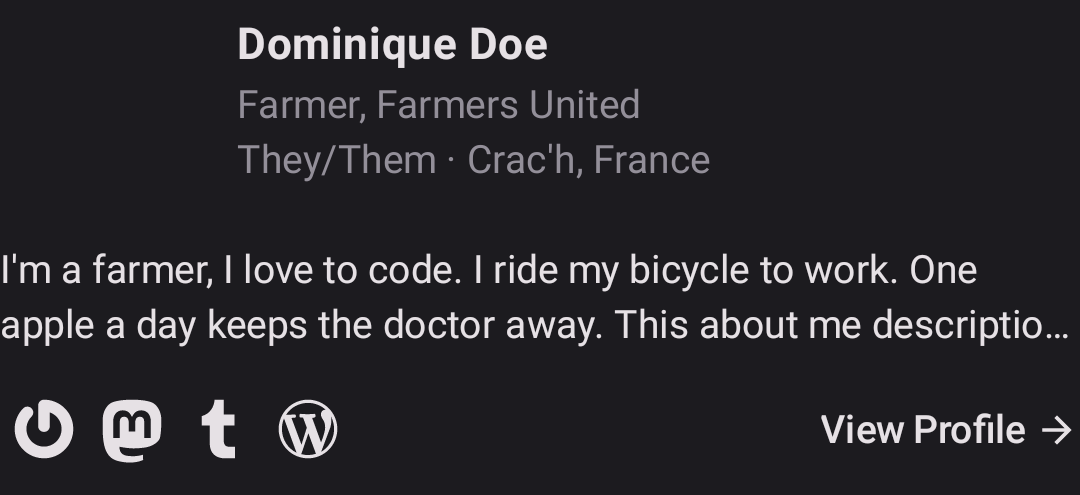 Dominique Doe
Farmer, Farmers United
They/Them · Crac'h, France
I'm a farmer, I love to code. I ride my bicycle to work. One
apple a day keeps the doctor away. This about me descriptio…
View Profile →